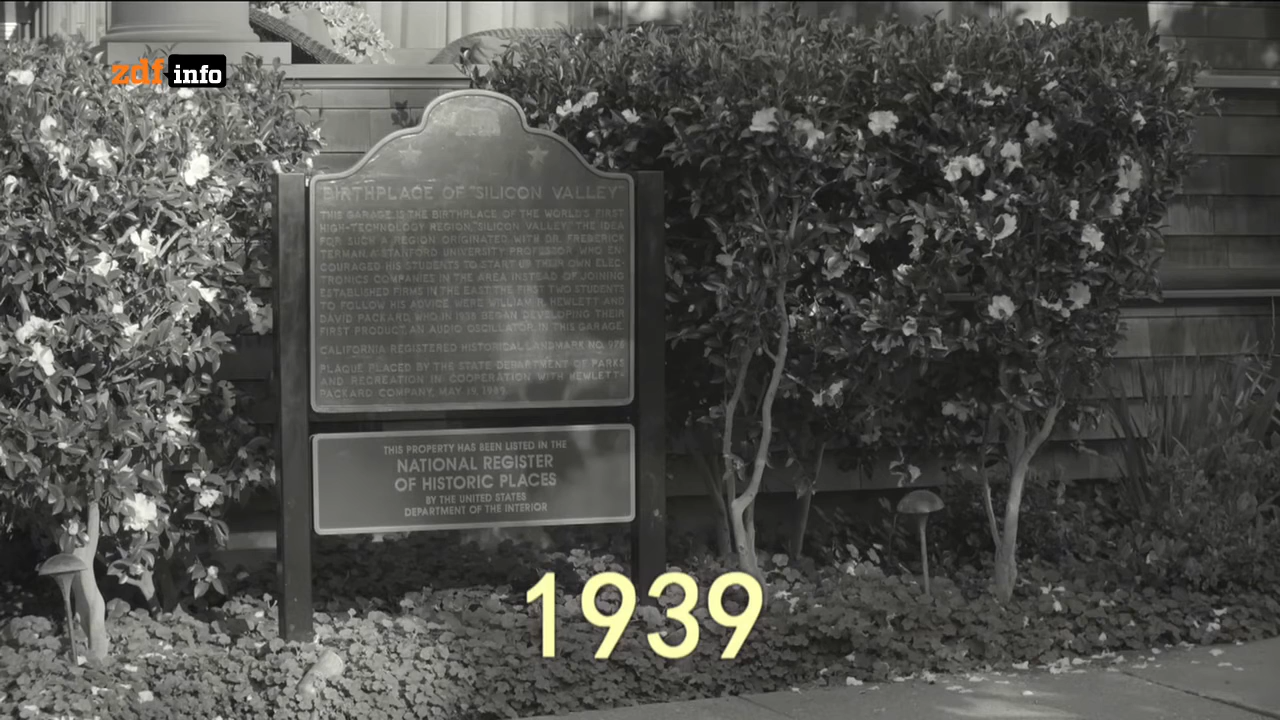 zdf info
BIRTHPLACE OF "SILICON VALLEY"
THIS GARAGE IS THE BIRTHPLACE OF THE WORLD'S FIRST
HIGH-TECHNOLOGY REGION, "SILICON VALLEY." THE IDEA
FOR SUCH A REGION ORIGINATED WITH DR. FREDERICK
TERMAN, A STANFORD UNIVERSITY PROFESSOR WHO EN-
COURAGED HIS STUDENTS TO START UP THEIR OWN ELEC-
TRONICS COMPANIES IN THE AREA INSTEAD OF JOINING
ESTABLISHED FIRMS IN THE EAST. THE FIRST TWO STUDENTS
TO FOLLOW HIS ADVICE WERE WILLIAM R. HEWLETT AND
DAVID PACKARD, WHO IN 1938 BEGAN DEVELOPING THEIR
FIRST PRODUCT, AN AUDIO OSCILLATOR, IN THIS GARAGE.
CALIFORNIA REGISTERED HISTORICAL LANDMARK NO. 976
PLAQUE PLACED BY THE STATE DEPARTMENT OF PARKS
AND RECREATION IN COOPERATION WITH HEWLETT-
PACKARD COMPANY, MAY 19, 1989.
THIS PROPERTY HAS BEEN LISTED IN THE
NATIONAL REGISTER
OF HISTORIC PLACES
BY THE UNITED STATES
DEPARTMENT OF THE INTERIOR
1939